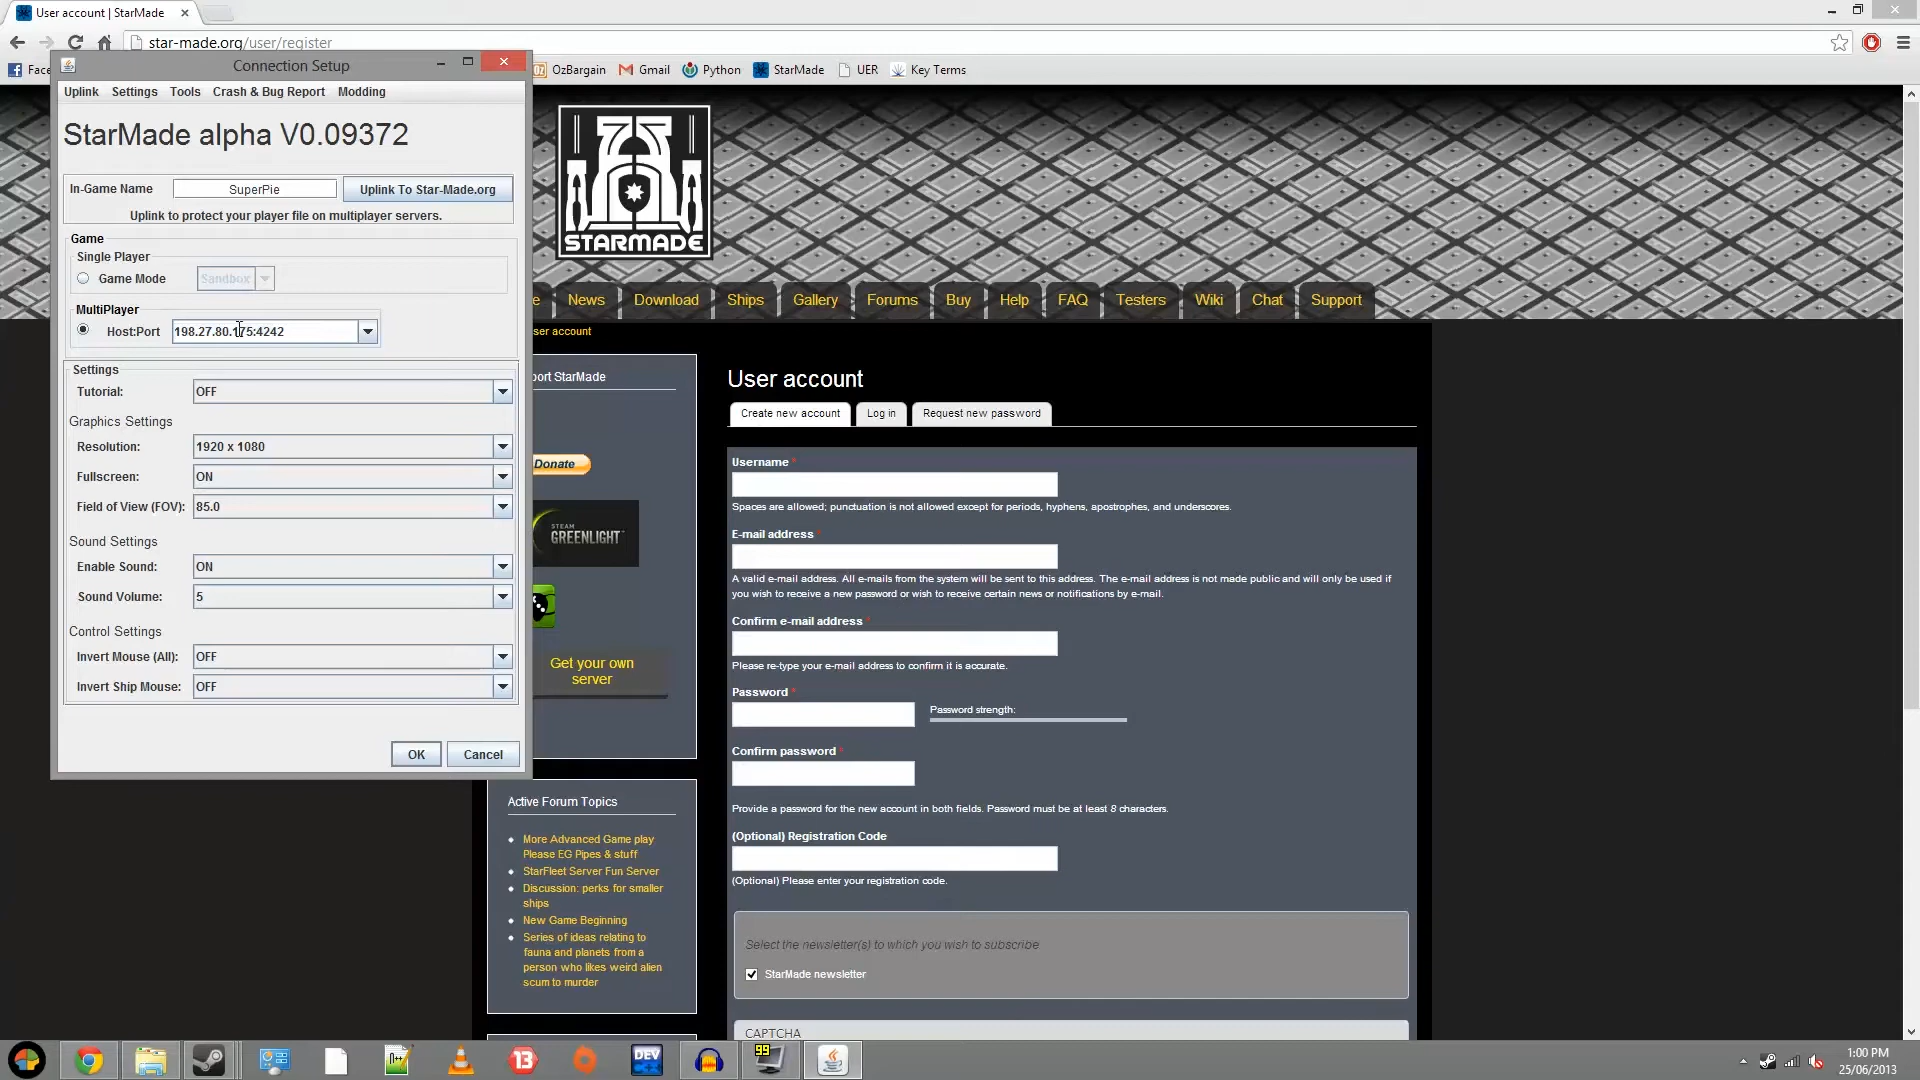 User account | StarMade
star-made.org/user/register
Face
OzBargain
Gmail
Python
StarMade
UER
Key Terms
Connection Setup
Uplink Settings Tools Crash & Bug Report Modding
StarMade alpha V0.09372
In-Game Name SuperPie Uplink To Star-Made.org
Uplink to protect your player file on multiplayer servers.
Game
Single Player
Game Mode Sandbox
MultiPlayer
Host:Port 198.27.80.175:4242
Settings
Tutorial: OFF
Graphics Settings
Resolution: 1920 x 1080
Fullscreen: ON
Field of View (FOV): 85.0
Sound Settings
Enable Sound: ON
Sound Volume: 5
Control Settings
Invert Mouse (All): OFF
Invert Ship Mouse: OFF
OK Cancel
STARMADE
e News Download Ships Gallery Forums Buy Help FAQ Testers Wiki Chat Support
ser account
port StarMade
Donate
STEAM
GREENLIGHT
Get your own
server
Active Forum Topics
More Advanced Game play
Please EG Pipes & stuff
StarFleet Server Fun Server
Discussion: perks for smaller
ships
New Game Beginning
Series of ideas relating to
fauna and planets from a
person who likes weird alien
scum to murder
User account
Create new account Log in Request new password
Username *
Spaces are allowed; punctuation is not allowed except for periods, hyphens, apostrophes, and underscores.
E-mail address *
A valid e-mail address. All e-mails from the system will be sent to this address. The e-mail address is not made public and will only be used if
you wish to receive a new password or wish to receive certain news or notifications by e-mail.
Confirm e-mail address *
Please re-type your e-mail address to confirm it is accurate.
Password *
Password strength:
Confirm password *
Provide a password for the new account in both fields. Password must be at least 8 characters.
(Optional) Registration Code
(Optional) Please enter your registration code.
Select the newsletter(s) to which you wish to subscribe
StarMade newsletter
CAPTCHA
13
DEV
99
1:00 PM
25/06/2013